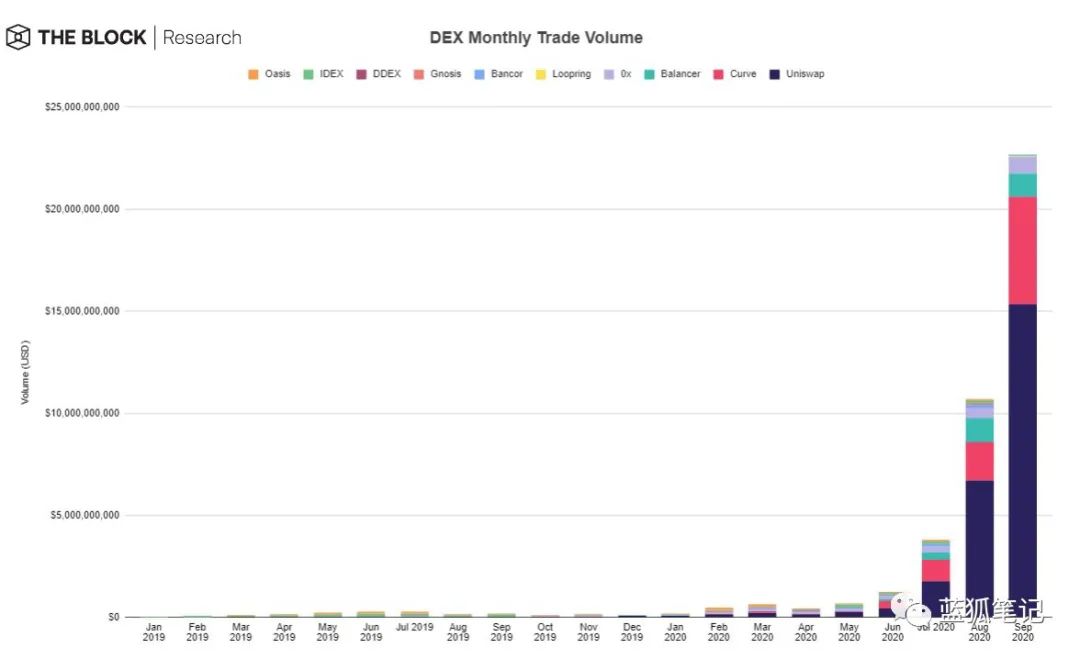 THE BLOCK | Research
DEX Monthly Trade Volume
Oasis IDEX DDEX Gnosis Bancor Loopring 0x Balancer Curve Uniswap
$25,000,000,000
$20,000,000,000
$15,000,000,000
$10,000,000,000
$5,000,000,000
$0
Volume (USD)
Jan 2019
Feb 2019
Mar 2019
Apr 2019
May 2019
Jun 2019
Jul 2019
Aug 2019
Sep 2019
Oct 2019
Nov 2019
Dec 2019
Jan 2020
Feb 2020
Mar 2020
Apr 2020
May 2020
Jun 2020
Jul 2020
Aug 2020
Sep 2020
蓝狐笔记